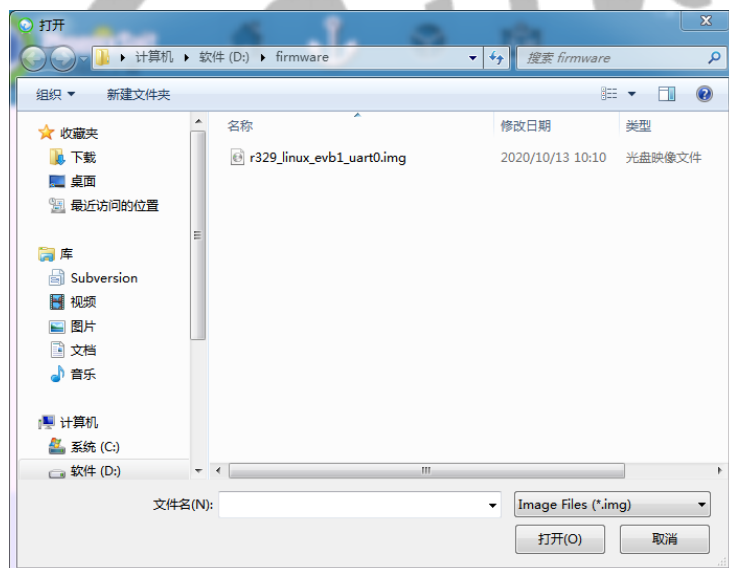 打开
计算机 软件 (D:) firmware
搜索 firmware
组织 新建文件夹
名称 修改日期 类型
r329_linux_evb1_uart0.img 2020/10/13 10:10 光盘映像文件
收藏夹
下载
桌面
最近访问的位置
库
Subversion
视频
图片
文档
音乐
计算机
系统 (C:)
软件 (D:)
文件名(N):
Image Files (*.img)
打开(O) 取消